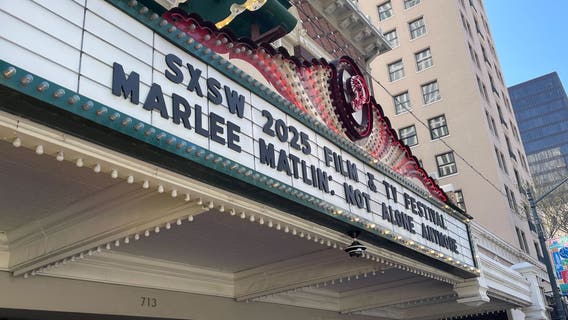 SXSW 2025 FILM & TV FESTIVAL
MARLEE MATLIN: NOT ALONE ANYMORE
713